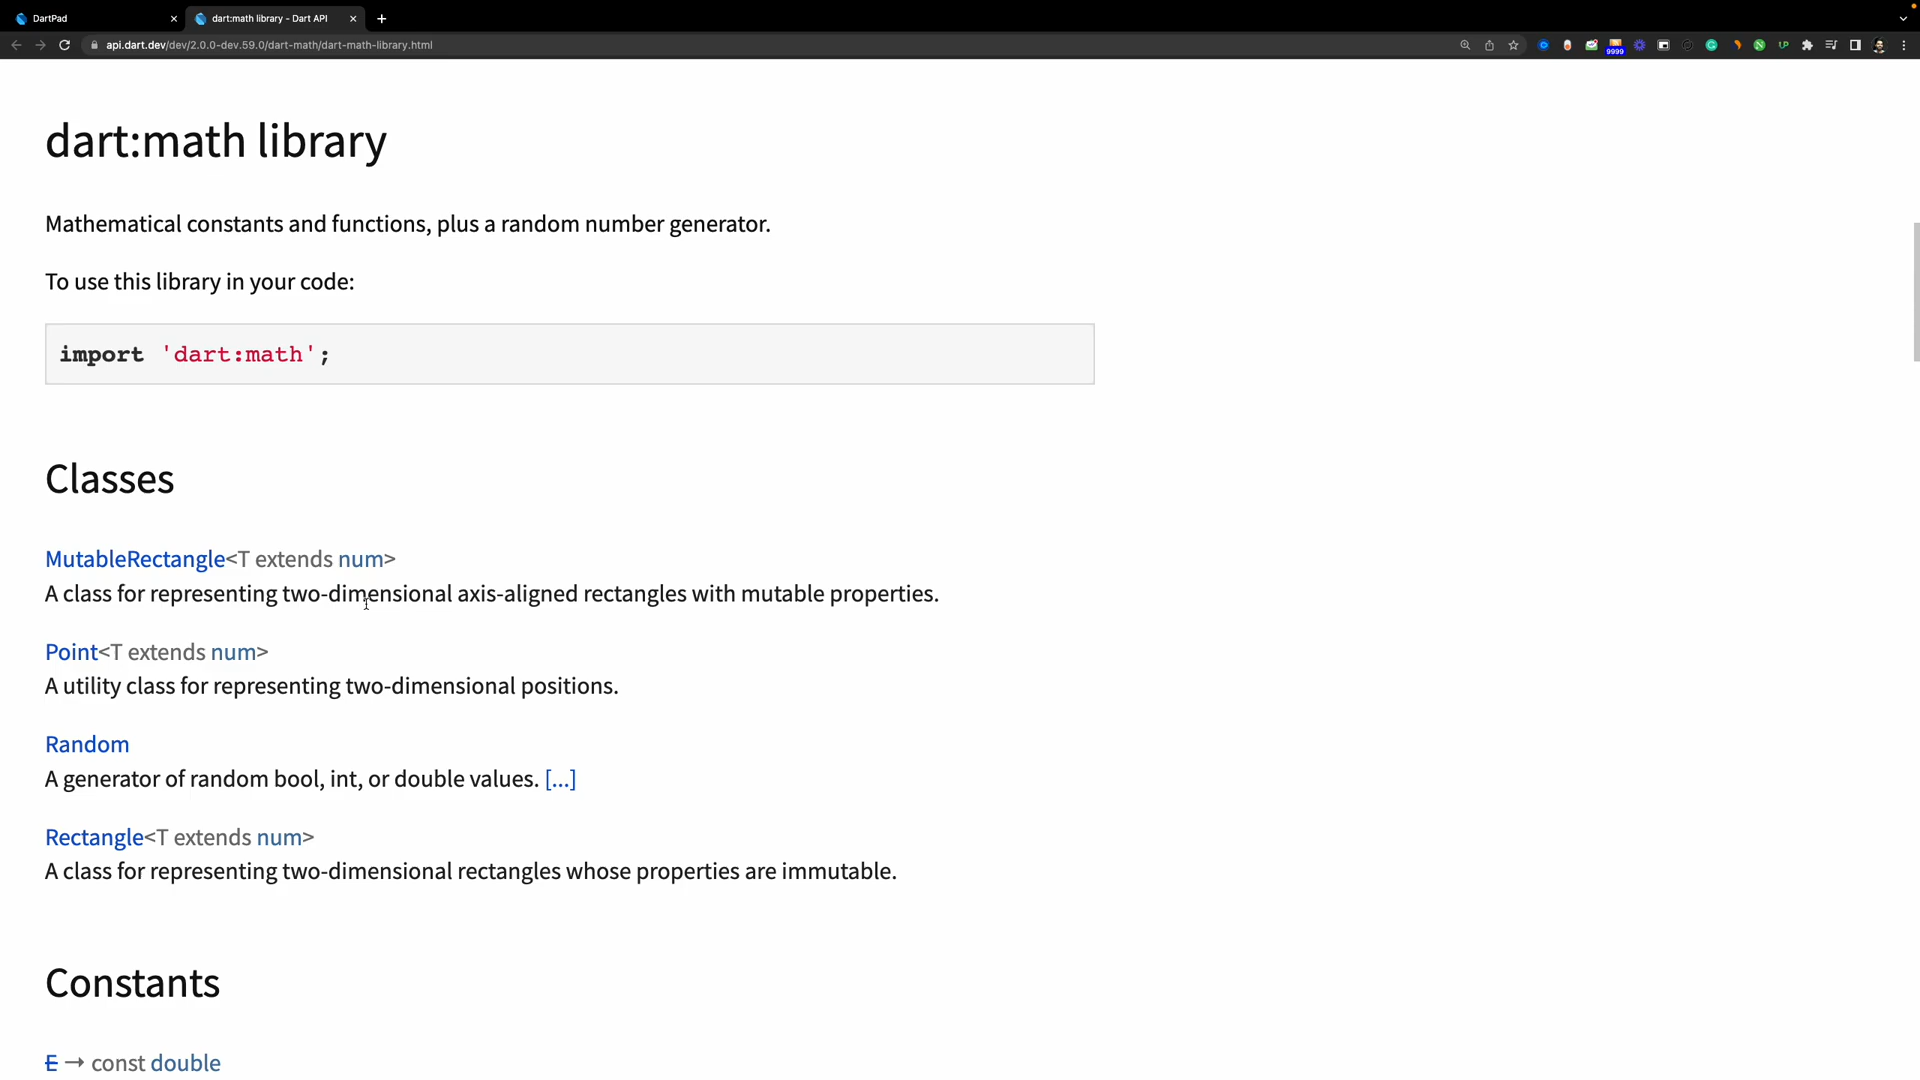 DartPad
dart:math library - Dart API
api.dart.dev/dev/2.0.0-dev.59.0/dart-math/dart-math-library.html
9999
UP
dart:math library
Mathematical constants and functions, plus a random number generator.
To use this library in your code:
import 'dart:math';
Classes
MutableRectangle<T extends num>
A class for representing two-dimensional axis-aligned rectangles with mutable properties.
Point<T extends num>
A utility class for representing two-dimensional positions.
Random
A generator of random bool, int, or double values. [...]
Rectangle<T extends num>
A class for representing two-dimensional rectangles whose properties are immutable.
Constants
E → const double